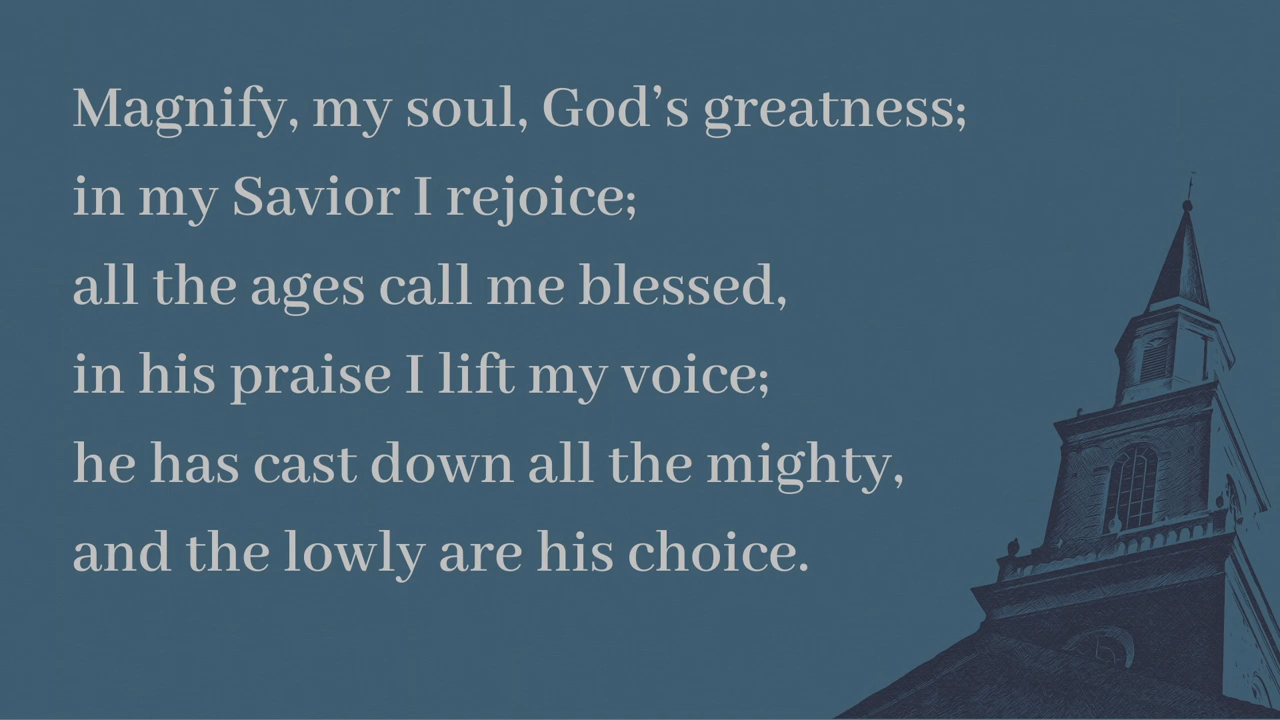 Magnify, my soul, God’s greatness;
in my Savior I rejoice;
all the ages call me blessed,
in his praise I lift my voice;
he has cast down all the mighty,
and the lowly are his choice.